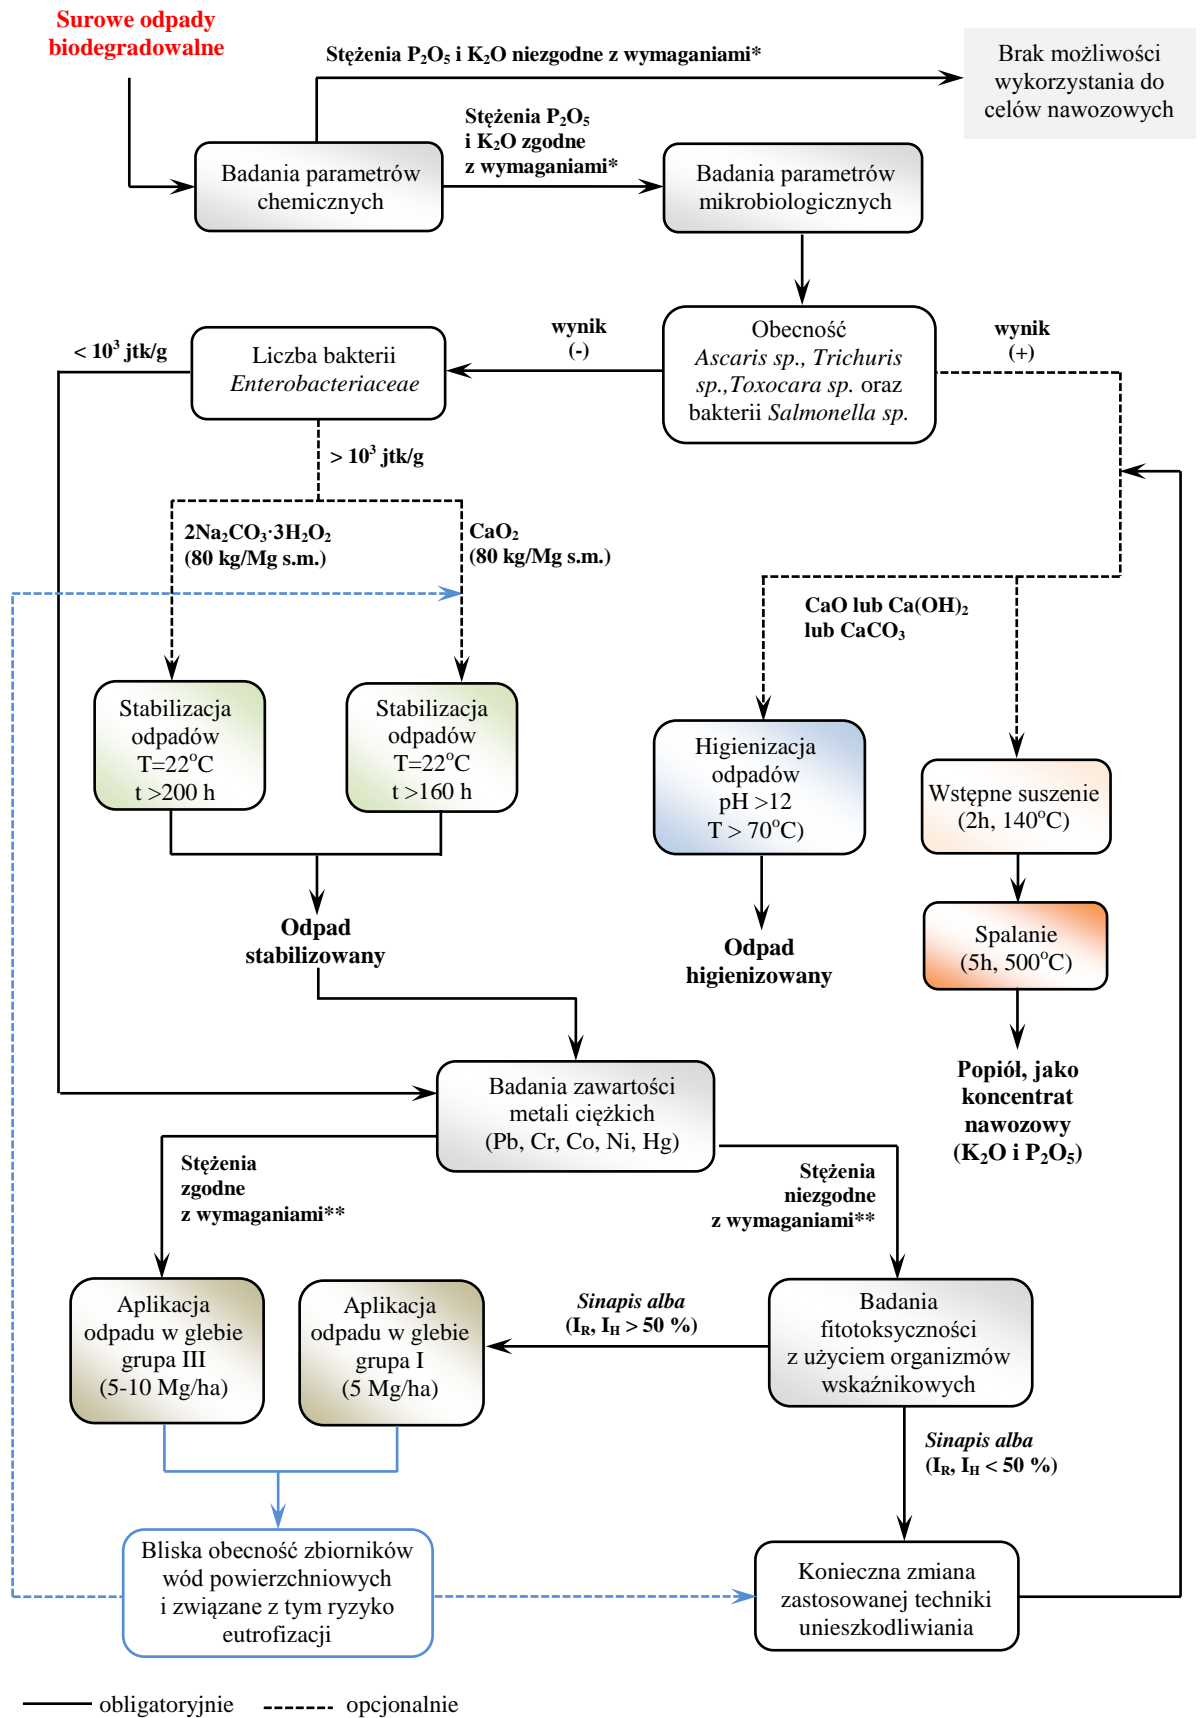 Surowe odpady
biodegradowalne
Stężenia P₂O₅ i K₂O niezgodne z wymaganiami*
Brak możliwości
wykorzystania do
celów nawozowych
Stężenia P₂O₅
i K₂O zgodne
z wymaganiami*
Badania parametrów
chemicznych
Badania parametrów
mikrobiologicznych
< 10³ jtk/g
Liczba bakterii
Enterobacteriaceae
wynik
(-)
Obecność
Ascaris sp., Trichuris
sp.,Toxocara sp. oraz
bakterii Salmonella sp.
wynik
(+)
> 10³ jtk/g
2Na₂CO₃·3H₂O₂
(80 kg/Mg s.m.)
CaO₂
(80 kg/Mg s.m.)
CaO lub Ca(OH)₂
lub CaCO₃
Stabilizacja
odpadów
T=22°C
t >200 h
Stabilizacja
odpadów
T=22°C
t >160 h
Higienizacja
odpadów
pH >12
T > 70°C)
Wstępne suszenie
(2h, 140°C)
Odpad
stabilizowany
Odpad
higienizowany
Spalanie
(5h, 500°C)
Popiół, jako
koncentrat
nawozowy
(K₂O i P₂O₅)
Badania zawartości
metali ciężkich
(Pb, Cr, Co, Ni, Hg)
Stężenia
zgodne
z wymaganiami**
Stężenia
niezgodne
z wymaganiami**
Aplikacja
odpadu w glebie
grupa III
(5-10 Mg/ha)
Aplikacja
odpadu w glebie
grupa I
(5 Mg/ha)
Sinapis alba
(I_R, I_H > 50 %)
Badania
fitotoksyczności
z użyciem organizmów
wskaźnikowych
Sinapis alba
(I_R, I_H < 50 %)
Bliska obecność zbiorników
wód powierzchniowych
i związane z tym ryzyko
eutrofizacji
Konieczna zmiana
zastosowanej techniki
unieszkodliwiania
obligatoryjnie
opcjonalnie